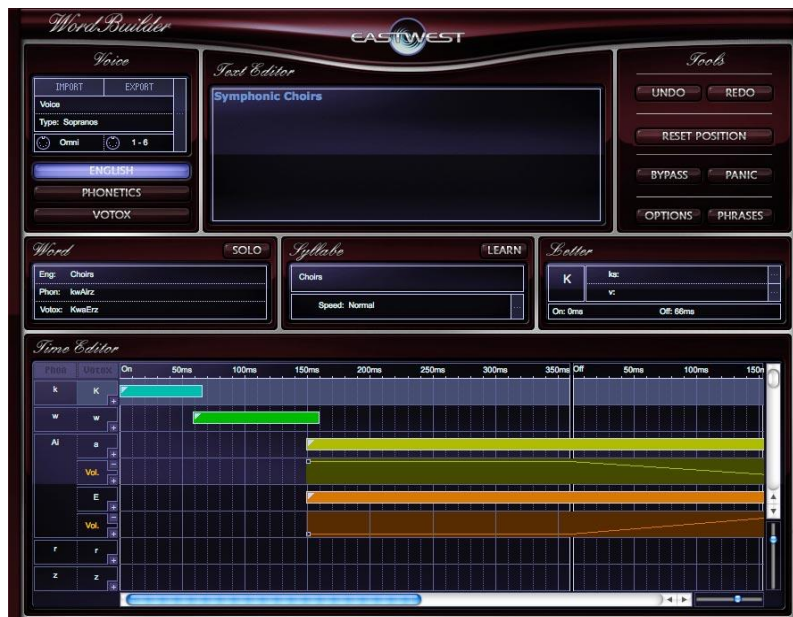 WordBuilder
EASTWEST
Voice
IMPORT EXPORT
Voice
Type: Sopranos
Omni 1 - 6
ENGLISH
PHONETICS
VOTOX
Text Editor
Symphonic Choirs
Tools
UNDO REDO
RESET POSITION
BYPASS PANIC
OPTIONS PHRASES
Word SOLO
Eng: Choirs
Phon: kwAirz
Votox: KwaErz
Syllabe LEARN
Choirs
Speed: Normal
Letter
K ks:
v:
On: 0ms Off: 66ms
Time Editor
Phon Votox On 50ms 100ms 150ms 200ms 250ms 300ms 350ms Off 50ms 100ms 150m
k K
w w
Ai a
Vol.
E
Vol.
r r
z z